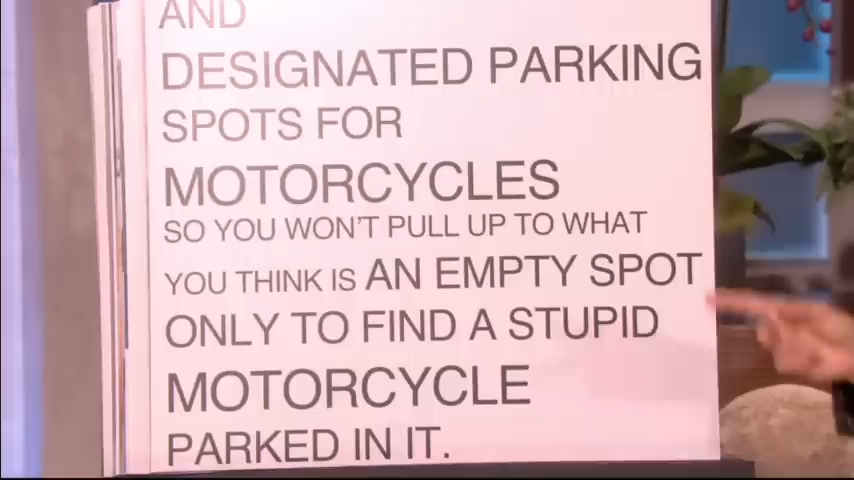 AND
DESIGNATED PARKING
SPOTS FOR
MOTORCYCLES
SO YOU WON'T PULL UP TO WHAT
YOU THINK IS AN EMPTY SPOT
ONLY TO FIND A STUPID
MOTORCYCLE
PARKED IN IT.